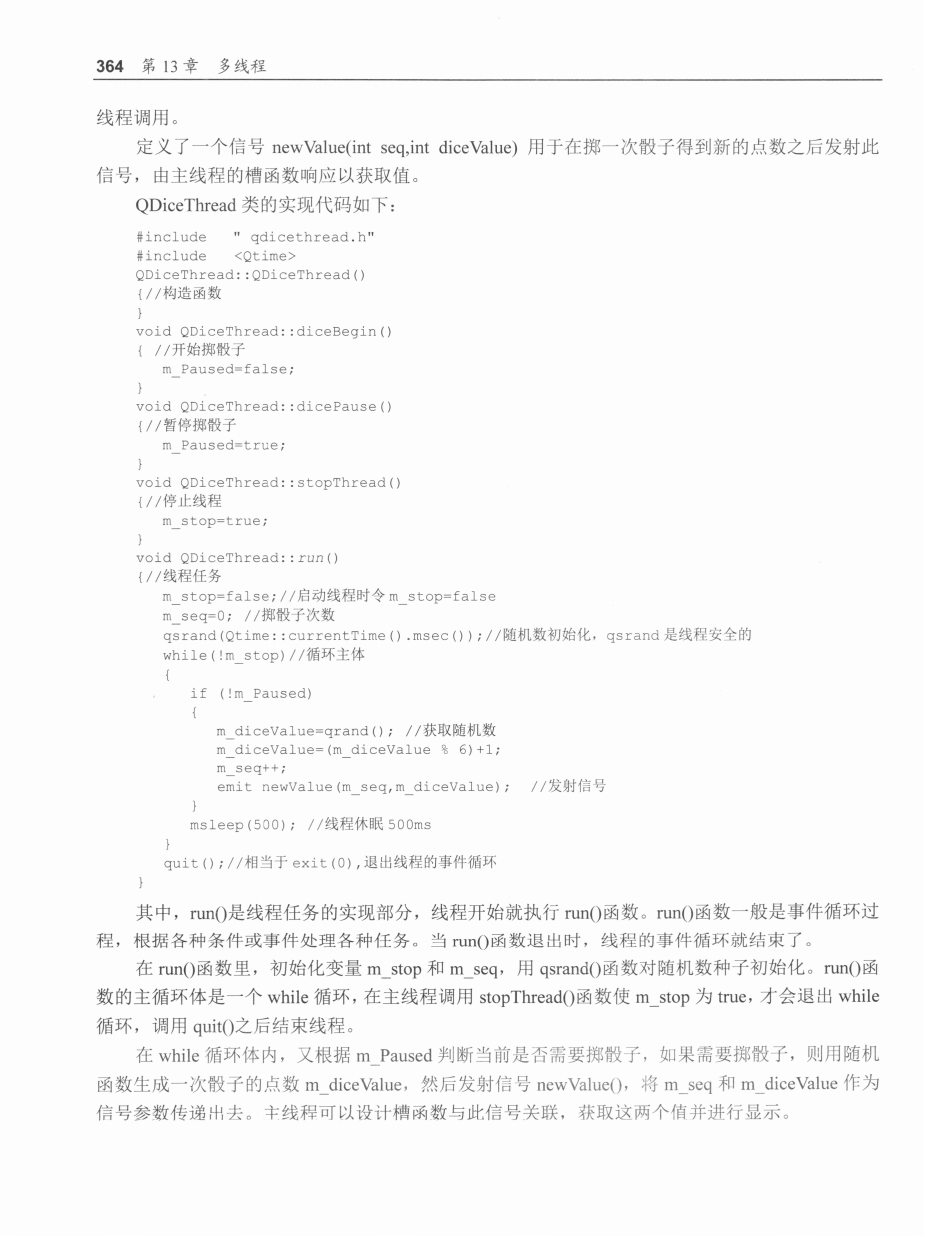 364 第 13 章 多线程
线程调用。
定义了一个信号 newValue(int seq,int diceValue) 用于在掷一次骰子得到新的点数之后发射此
信号，由主线程的槽函数响应以获取值。
QDiceThread 类的实现代码如下：
#include " qdicethread.h"
#include <Qtime>
QDiceThread::QDiceThread()
{//构造函数
}
void QDiceThread::diceBegin()
{ //开始掷骰子
m_Paused=false;
}
void QDiceThread::dicePause()
{//暂停掷骰子
m_Paused=true;
}
void QDiceThread::stopThread()
{//停止线程
m_stop=true;
}
void QDiceThread::run()
{//线程任务
m_stop=false;//启动线程时令 m_stop=false
m_seq=0; //掷骰子次数
qsrand(Qtime::currentTime().msec());//随机数初始化，qsrand 是线程安全的
while(!m_stop)//循环主体
{
if (!m_Paused)
{
m_diceValue=qrand(); //获取随机数
m_diceValue=(m_diceValue % 6)+1;
m_seq++;
emit newValue(m_seq,m_diceValue); //发射信号
}
msleep(500); //线程休眠 500ms
}
quit();//相当于 exit(0),退出线程的事件循环
}
其中，run()是线程任务的实现部分，线程开始就执行 run()函数。run()函数一般是事件循环过
程，根据各种条件或事件处理各种任务。当 run()函数退出时，线程的事件循环就结束了。
在 run()函数里，初始化变量 m_stop 和 m_seq，用 qsrand()函数对随机数种子初始化。run()函
数的主循环体是一个 while 循环，在主线程调用 stopThread()函数使 m_stop 为 true，才会退出 while
循环，调用 quit()之后结束线程。
在 while 循环体内，又根据 m_Paused 判断当前是否需要掷骰子，如果需要掷骰子，则用随机
函数生成一次骰子的点数 m_diceValue，然后发射信号 newValue()，将 m_seq 和 m_diceValue 作为
信号参数传递出去。主线程可以设计槽函数与此信号关联，获取这两个值并进行显示。